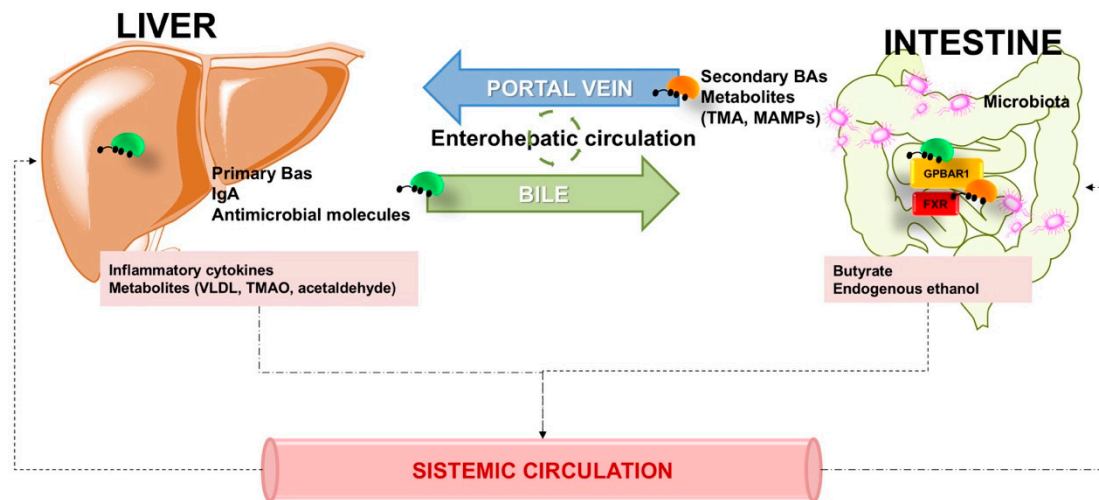 LIVER
INTESTINE
PORTAL VEIN
Secondary BAs
Metabolites
(TMA, MAMPs)
Microbiota
Enterohepatic circulation
GPBAR1
Primary Bas
IgA
Antimicrobial molecules
BILE
FXR
Inflammatory cytokines
Metabolites (VLDL, TMAO, acetaldehyde)
Butyrate
Endogenous ethanol
SISTEMIC CIRCULATION